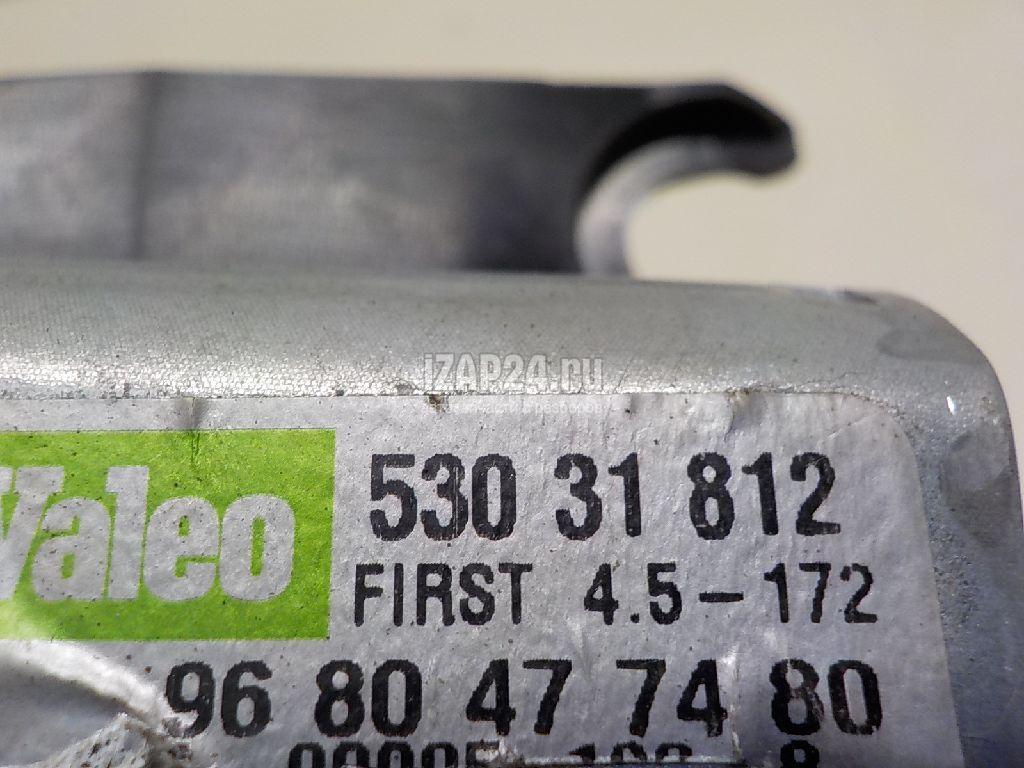 iZAP24.ru
Valeo
530 31 812
FIRST 4.5-172
96 80 47 74 80